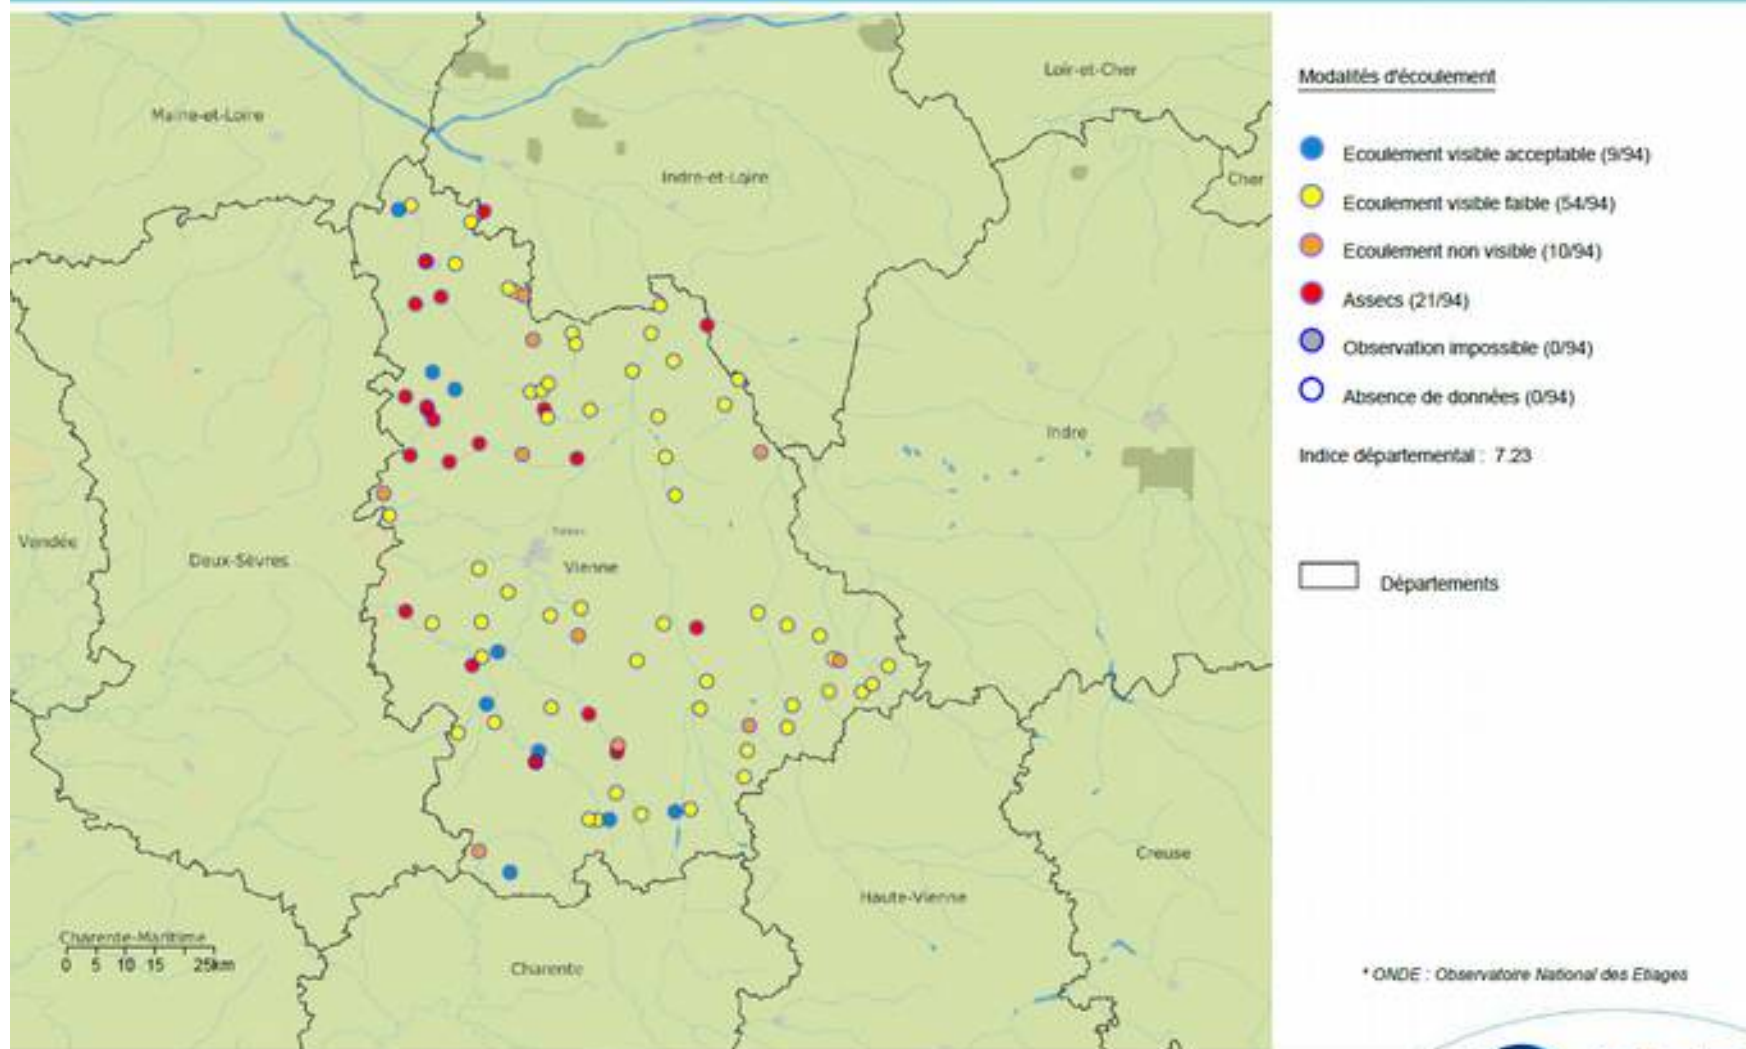 Maine-et-Loire
Loir-et-Cher
Indre-et-Loire
Cher
Indre
Vendée
Deux-Sèvres
Vienne
Creuse
Haute-Vienne
Charente-Maritime
0 5 10 15 25km
Charente
Modalités d'écoulement
Ecoulement visible acceptable (9/94)
Ecoulement visible faible (54/94)
Ecoulement non visible (10/94)
Assecs (21/94)
Observation impossible (0/94)
Absence de données (0/94)
Indice départemental : 7.23
Départements
* ONDE : Observatoire National des Etiages